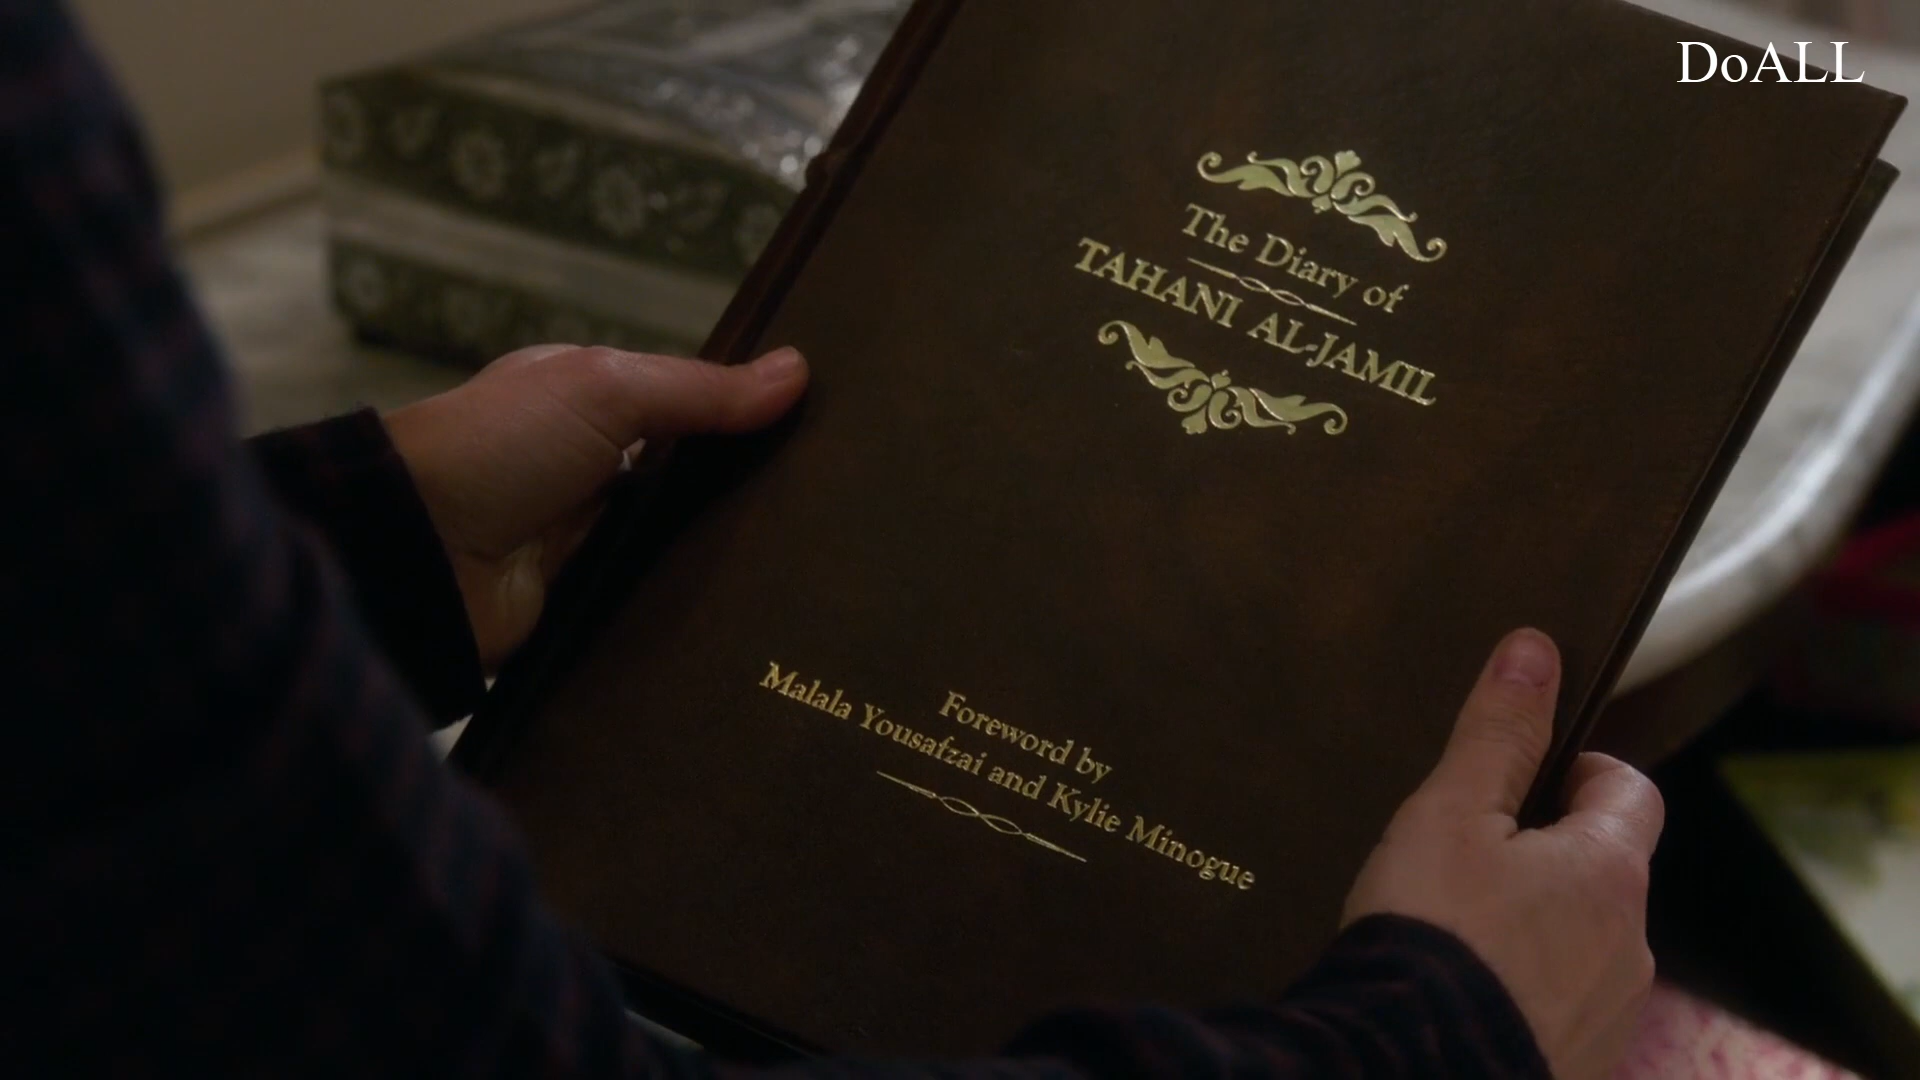 DoALL
The Diary of
TAHANI AL-JAMIL
Foreword by
Malala Yousafzai and Kylie Minogue